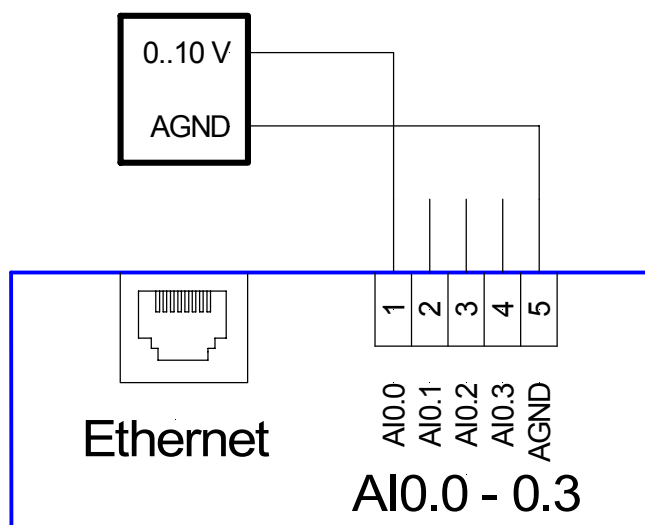 0..10 V
AGND
1 2 3 4 5
AI0.0
AI0.1
AI0.2
AI0.3
AGND
Ethernet
AI0.0 - 0.3